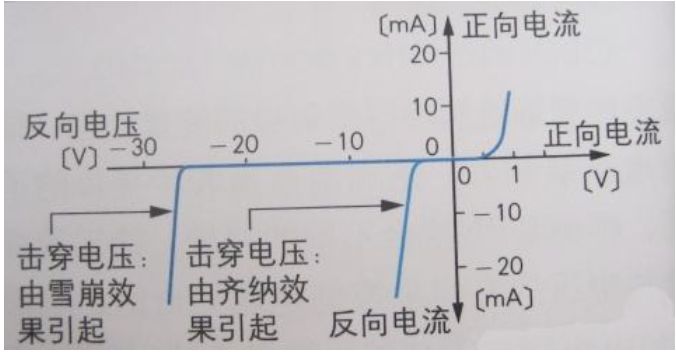 [mA] 正向电流
20
10
反向电压
[V] -30 -20 -10 0 正向电流
0 1 [V]
-10
击穿电压: 击穿电压:
由雪崩效 由齐纳效 -20
果引起 果引起 反向电流 [mA]